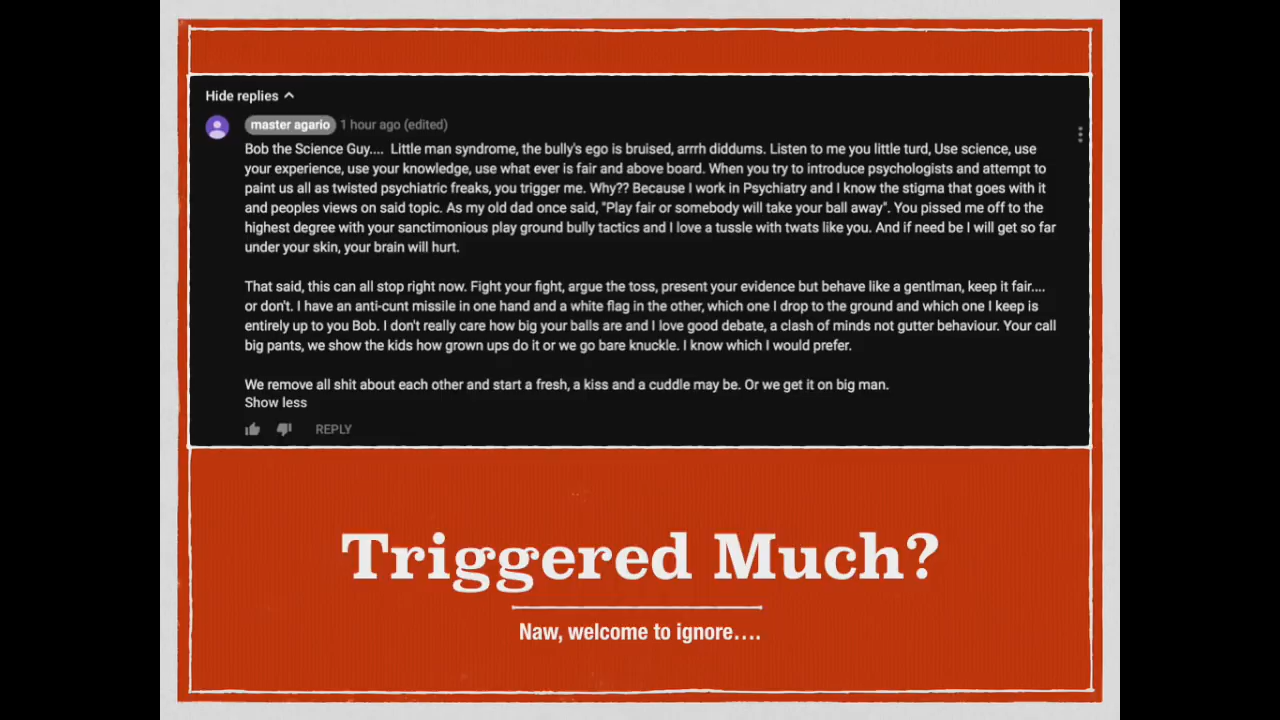 Hide replies
master agario 1 hour ago (edited)
Bob the Science Guy.... Little man syndrome, the bully's ego is bruised, arrrh diddums. Listen to me you little turd, Use science, use
your experience, use your knowledge, use what ever is fair and above board. When you try to introduce psychologists and attempt to
paint us all as twisted psychiatric freaks, you trigger me. Why?? Because I work in Psychiatry and I know the stigma that goes with it
and peoples views on said topic. As my old dad once said, "Play fair or somebody will take your ball away". You pissed me off to the
highest degree with your sanctimonious play ground bully tactics and I love a tussle with twats like you. And if need be I will get so far
under your skin, your brain will hurt.
That said, this can all stop right now. Fight your fight, argue the toss, present your evidence but behave like a gentlman, keep it fair....
or don't. I have an anti-cunt missile in one hand and a white flag in the other, which one I drop to the ground and which one I keep is
entirely up to you Bob. I don't really care how big your balls are and I love good debate, a clash of minds not gutter behaviour. Your call
big pants, we show the kids how grown ups do it or we go bare knuckle. I know which I would prefer.
We remove all shit about each other and start a fresh, a kiss and a cuddle may be. Or we get it on big man.
Show less
REPLY
Triggered Much?
Naw, welcome to ignore....